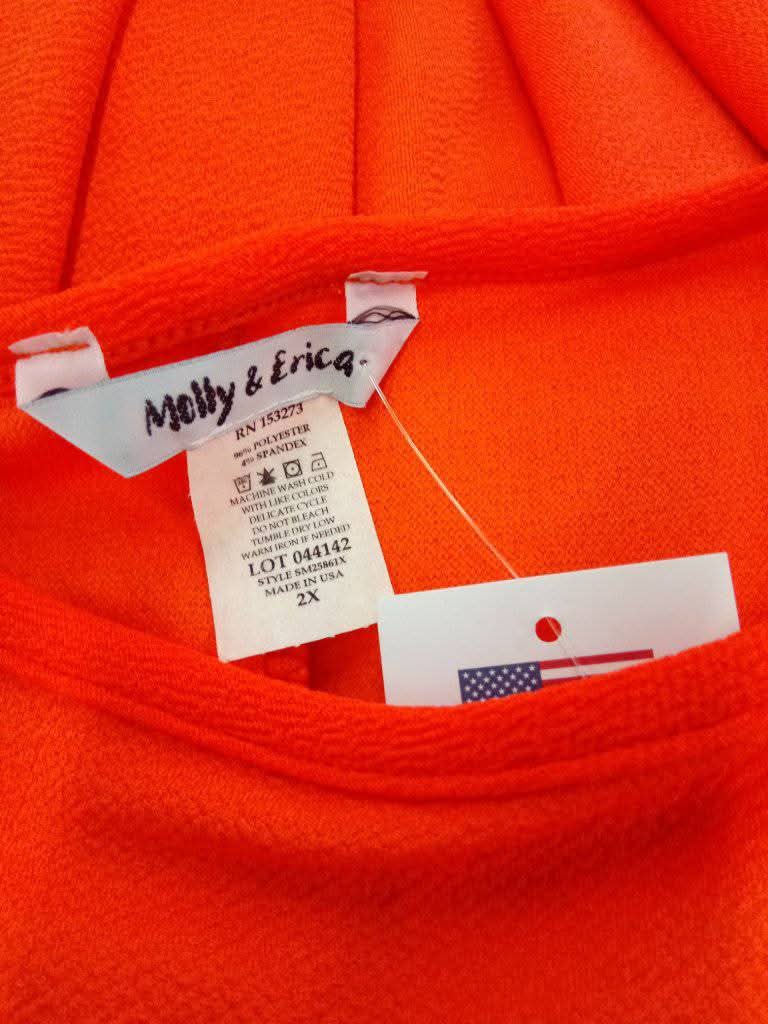 Molly & Erica
RN 153273
96% POLYESTER
4% SPANDEX
MACHINE WASH COLD
WITH LIKE COLORS
DELICATE CYCLE
DO NOT BLEACH
TUMBLE DRY LOW
WARM IRON IF NEEDED
LOT 044142
STYLE SM25861X
MADE IN USA
2X